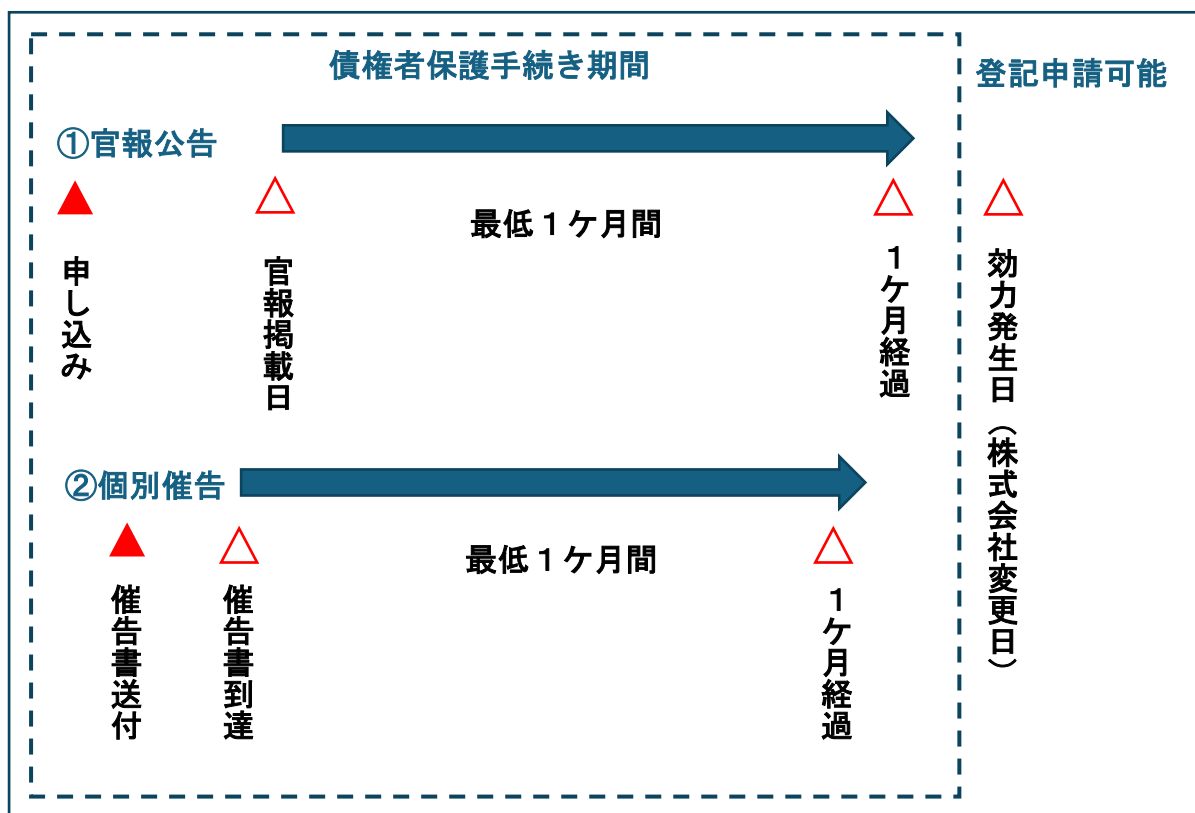 債権者保護手続き期間
登記申請可能
①官報公告
最低1ケ月間
申し込み
官報掲載日
1ケ月経過
効力発生日（株式会社変更日）
②個別催告
最低1ケ月間
催告書送付
催告書到達
1ケ月経過